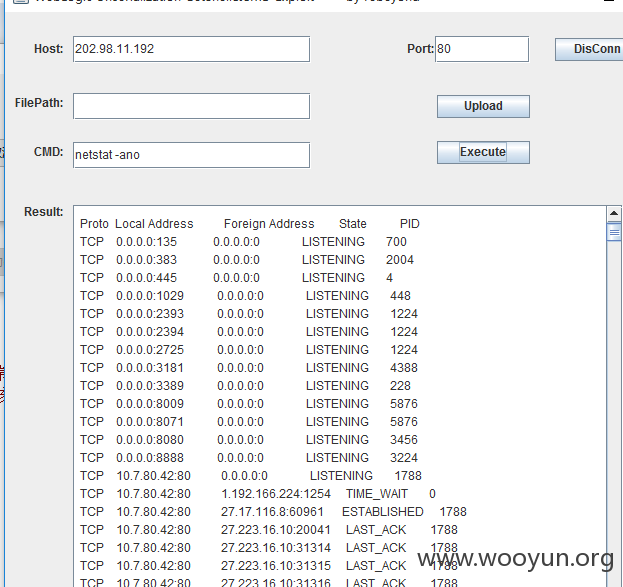 Host: 202.98.11.192 Port: 80 DisConn
FilePath: Upload
CMD: netstat -ano Execute
Result:
Proto Local Address Foreign Address State PID
TCP 0.0.0.0:135 0.0.0.0:0 LISTENING 700
TCP 0.0.0.0:383 0.0.0.0:0 LISTENING 2004
TCP 0.0.0.0:445 0.0.0.0:0 LISTENING 4
TCP 0.0.0.0:1029 0.0.0.0:0 LISTENING 448
TCP 0.0.0.0:2393 0.0.0.0:0 LISTENING 1224
TCP 0.0.0.0:2394 0.0.0.0:0 LISTENING 1224
TCP 0.0.0.0:2725 0.0.0.0:0 LISTENING 1224
TCP 0.0.0.0:3181 0.0.0.0:0 LISTENING 4388
TCP 0.0.0.0:3389 0.0.0.0:0 LISTENING 228
TCP 0.0.0.0:8009 0.0.0.0:0 LISTENING 5876
TCP 0.0.0.0:8071 0.0.0.0:0 LISTENING 5876
TCP 0.0.0.0:8080 0.0.0.0:0 LISTENING 3456
TCP 0.0.0.0:8888 0.0.0.0:0 LISTENING 3224
TCP 10.7.80.42:80 0.0.0.0:0 LISTENING 1788
TCP 10.7.80.42:80 1.192.166.224:1254 TIME_WAIT 0
TCP 10.7.80.42:80 27.17.116.8:60961 ESTABLISHED 1788
TCP 10.7.80.42:80 27.223.16.10:20041 LAST_ACK 1788
TCP 10.7.80.42:80 27.223.16.10:31314 LAST_ACK 1788
TCP 10.7.80.42:80 27.223.16.10:31315 LAST_ACK 1788
TCP 10.7.80.42:80 27.223.16.10:31316 LAST_ACK 1788
www.wooyun.org